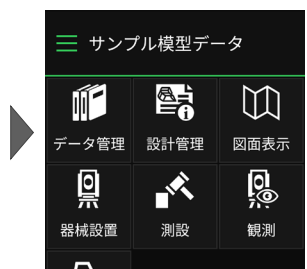 サンプル模型データ
データ管理 設計管理 図面表示
器械設置 測設 観測